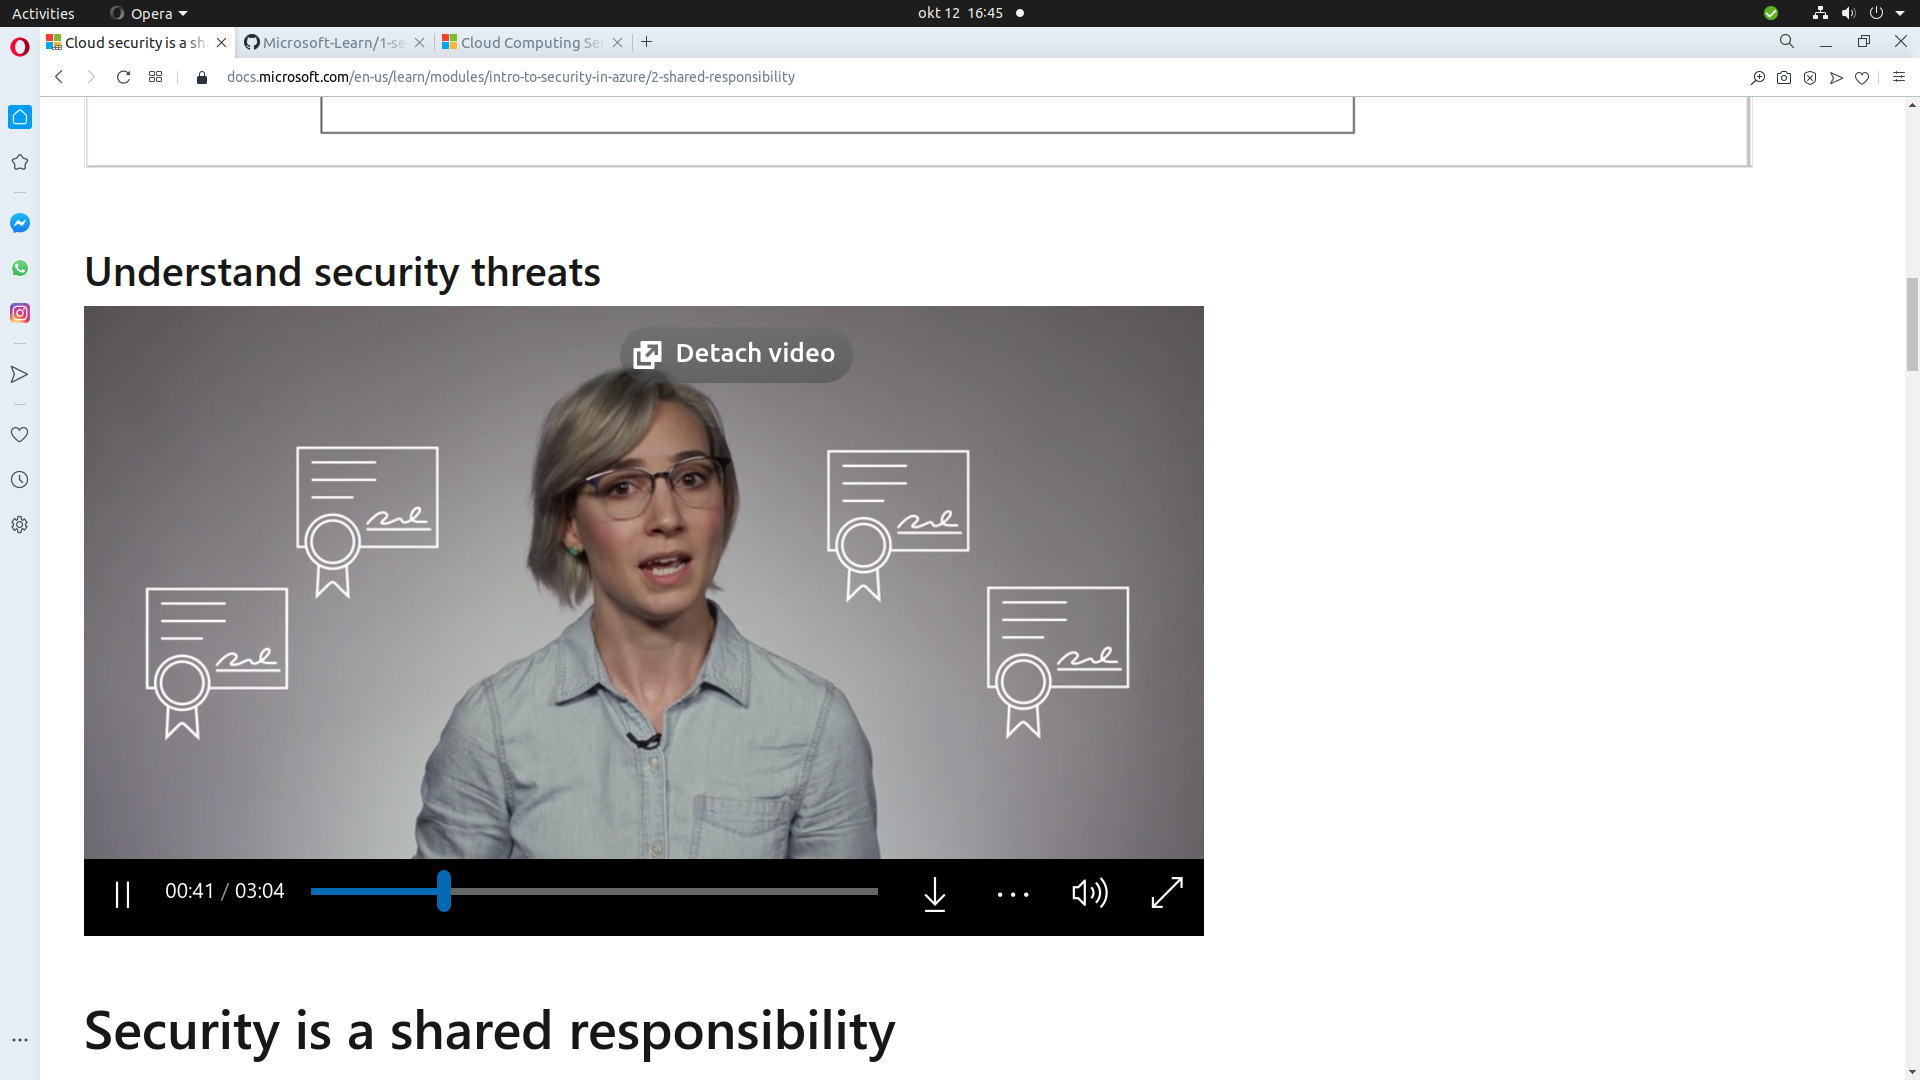 Activities
Opera
okt 12 16:45
Cloud security is a sh
Microsoft-Learn/1-se
Cloud Computing Se
docs.microsoft.com/en-us/learn/modules/intro-to-security-in-azure/2-shared-responsibility
Understand security threats
Detach video
00:41 / 03:04
Security is a shared responsibility